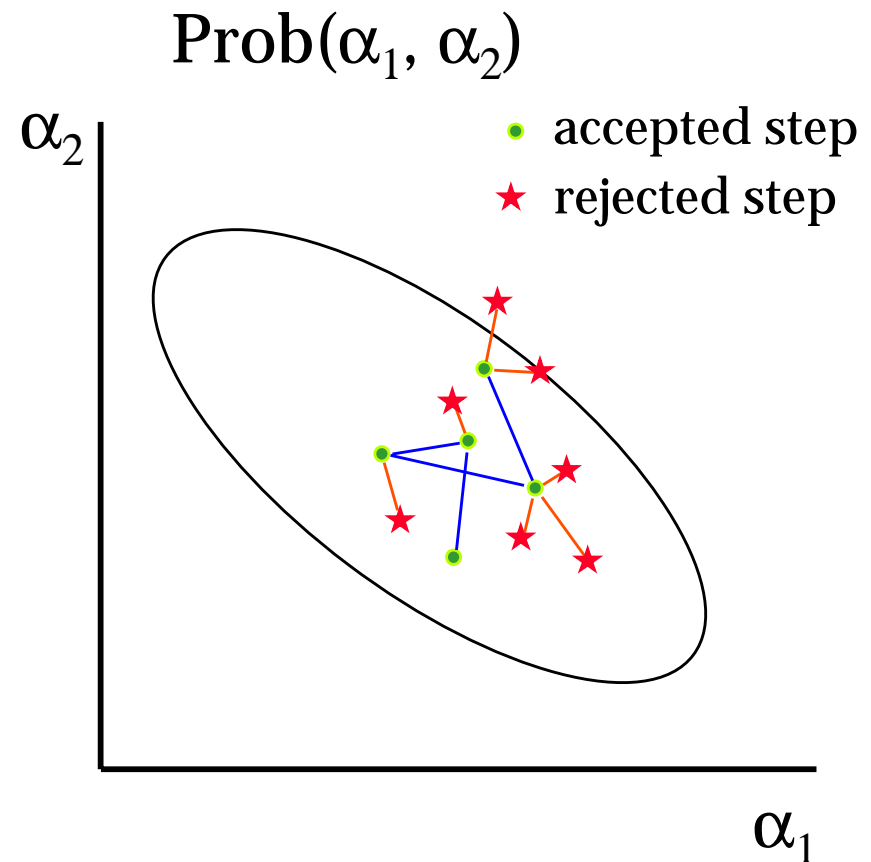 Prob(α₁, α₂)
α₂
accepted step
rejected step
α₁